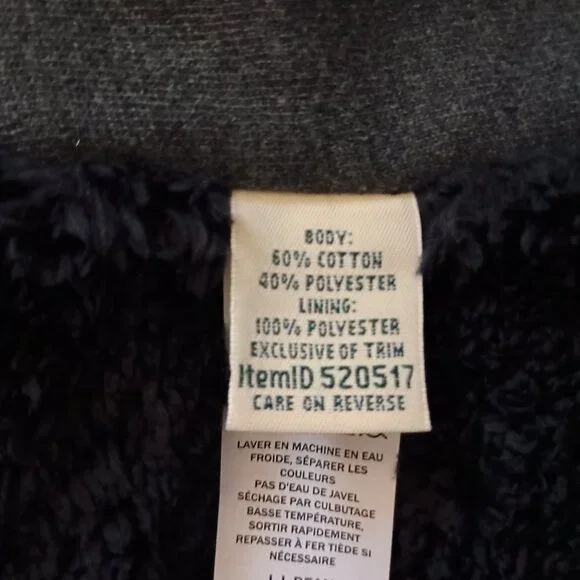 BODY:
60% COTTON
40% POLYESTER
LINING:
100% POLYESTER
EXCLUSIVE OF TRIM
ItemID 520517
CARE ON REVERSE
LAVER EN MACHINE EN EAU
FROIDE, SÉPARER LES
COULEURS
PAS D'EAU DE JAVEL
SÉCHAGE PAR CULBUTAGE
BASSE TEMPÉRATURE,
SORTIR RAPIDEMENT
REPASSER À FER TIÈDE SI
NÉCESSAIRE